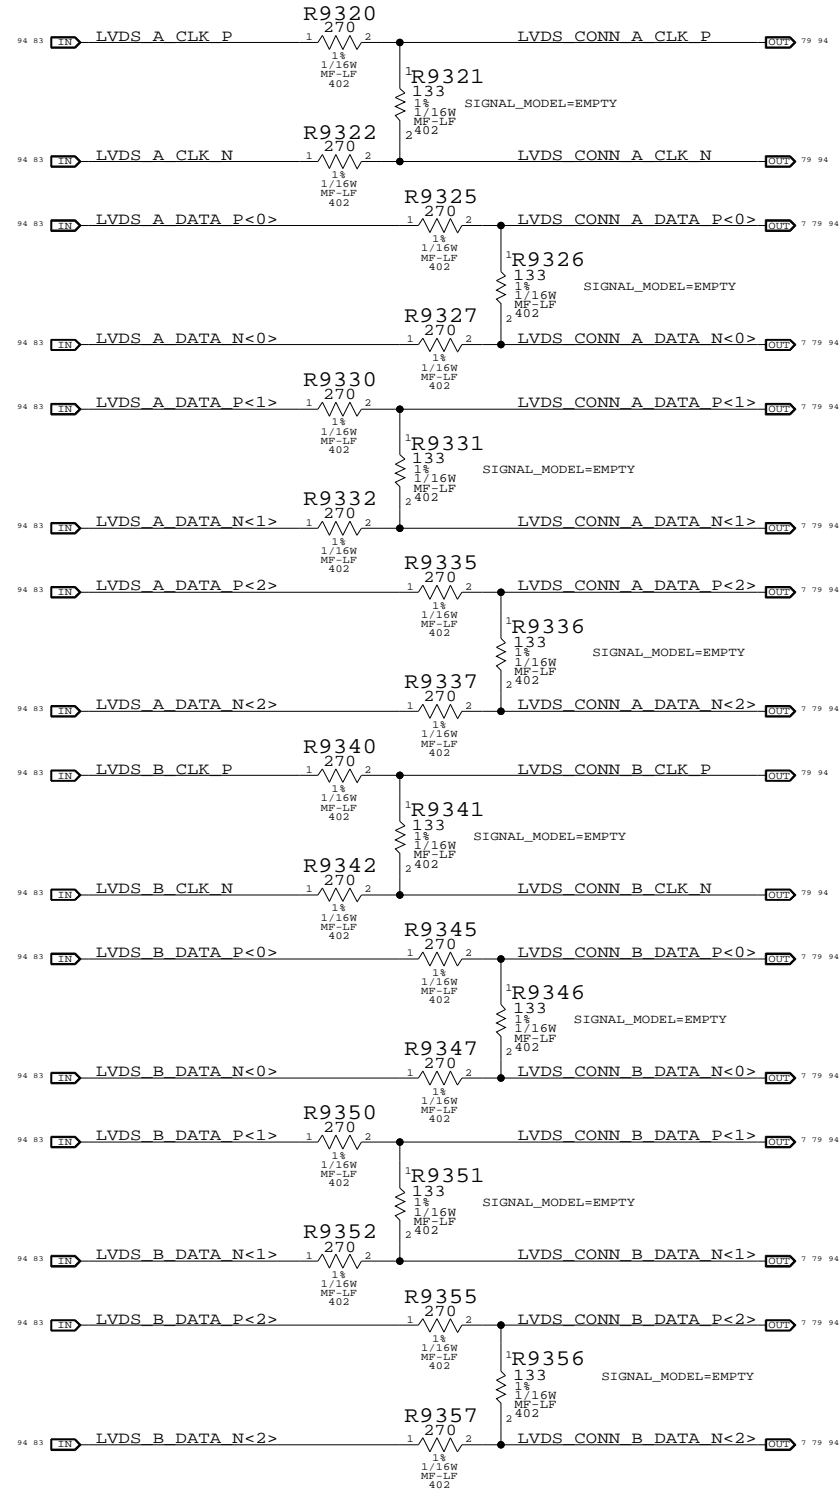 R9320
94 83 IN LVDS_A_CLK_P 1 270 2 LVDS_CONN_A_CLK_P OUT 79 94
1%
1/16W
MF-LF
402
1 R9321
133
1% SIGNAL_MODEL=EMPTY
1/16W
MF-LF
2 402
R9322
94 83 IN LVDS_A_CLK_N 1 270 2 LVDS_CONN_A_CLK_N OUT 79 94
1%
1/16W
MF-LF
402
R9325
94 83 IN LVDS_A_DATA_P<0> 1 270 2 LVDS_CONN_A_DATA_P<0> OUT 7 79 94
1%
1/16W
MF-LF
402
1 R9326
133
1% SIGNAL_MODEL=EMPTY
1/16W
MF-LF
2 402
R9327
94 83 IN LVDS_A_DATA_N<0> 1 270 2 LVDS_CONN_A_DATA_N<0> OUT 7 79 94
1%
1/16W
MF-LF
402
R9330
94 83 IN LVDS_A_DATA_P<1> 1 270 2 LVDS_CONN_A_DATA_P<1> OUT 7 79 94
1%
1/16W
MF-LF
402
1 R9331
133
1% SIGNAL_MODEL=EMPTY
1/16W
MF-LF
2 402
R9332
94 83 IN LVDS_A_DATA_N<1> 1 270 2 LVDS_CONN_A_DATA_N<1> OUT 7 79 94
1%
1/16W
MF-LF
402
R9335
94 83 IN LVDS_A_DATA_P<2> 1 270 2 LVDS_CONN_A_DATA_P<2> OUT 7 79 94
1%
1/16W
MF-LF
402
1 R9336
133
1% SIGNAL_MODEL=EMPTY
1/16W
MF-LF
2 402
R9337
94 83 IN LVDS_A_DATA_N<2> 1 270 2 LVDS_CONN_A_DATA_N<2> OUT 7 79 94
1%
1/16W
MF-LF
402
R9340
94 83 IN LVDS_B_CLK_P 1 270 2 LVDS_CONN_B_CLK_P OUT 79 94
1%
1/16W
MF-LF
402
1 R9341
133
1% SIGNAL_MODEL=EMPTY
1/16W
MF-LF
2 402
R9342
94 83 IN LVDS_B_CLK_N 1 270 2 LVDS_CONN_B_CLK_N OUT 79 94
1%
1/16W
MF-LF
402
R9345
94 83 IN LVDS_B_DATA_P<0> 1 270 2 LVDS_CONN_B_DATA_P<0> OUT 7 79 94
1%
1/16W
MF-LF
402
1 R9346
133
1% SIGNAL_MODEL=EMPTY
1/16W
MF-LF
2 402
R9347
94 83 IN LVDS_B_DATA_N<0> 1 270 2 LVDS_CONN_B_DATA_N<0> OUT 7 79 94
1%
1/16W
MF-LF
402
R9350
94 83 IN LVDS_B_DATA_P<1> 1 270 2 LVDS_CONN_B_DATA_P<1> OUT 7 79 94
1%
1/16W
MF-LF
402
1 R9351
133
1% SIGNAL_MODEL=EMPTY
1/16W
MF-LF
2 402
R9352
94 83 IN LVDS_B_DATA_N<1> 1 270 2 LVDS_CONN_B_DATA_N<1> OUT 7 79 94
1%
1/16W
MF-LF
402
R9355
94 83 IN LVDS_B_DATA_P<2> 1 270 2 LVDS_CONN_B_DATA_P<2> OUT 7 79 94
1%
1/16W
MF-LF
402
1 R9356
133
1% SIGNAL_MODEL=EMPTY
1/16W
MF-LF
2 402
R9357
94 83 IN LVDS_B_DATA_N<2> 1 270 2 LVDS_CONN_B_DATA_N<2> OUT 7 79 94
1%
1/16W
MF-LF
402